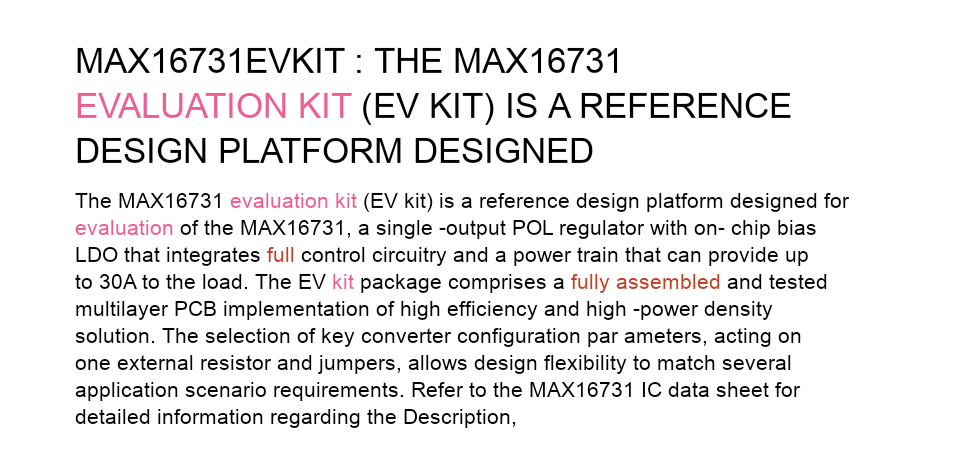 MAX16731EVKIT : THE MAX16731
EVALUATION KIT (EV KIT) IS A REFERENCE
DESIGN PLATFORM DESIGNED
The MAX16731 evaluation kit (EV kit) is a reference design platform designed for
evaluation of the MAX16731, a single -output POL regulator with on- chip bias
LDO that integrates full control circuitry and a power train that can provide up
to 30A to the load. The EV kit package comprises a fully assembled and tested
multilayer PCB implementation of high efficiency and high -power density
solution. The selection of key converter configuration par ameters, acting on
one external resistor and jumpers, allows design flexibility to match several
application scenario requirements. Refer to the MAX16731 IC data sheet for
detailed information regarding the Description,